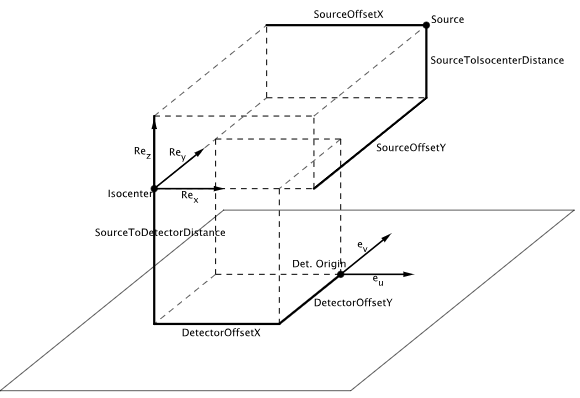 SourceOffsetX
Source
SourceToIsocenterDistance
SourceOffsetY
Re_z
Re_y
Isocenter
Re_x
SourceToDetectorDistance
e_v
Det. Origin
e_u
DetectorOffsetY
DetectorOffsetX